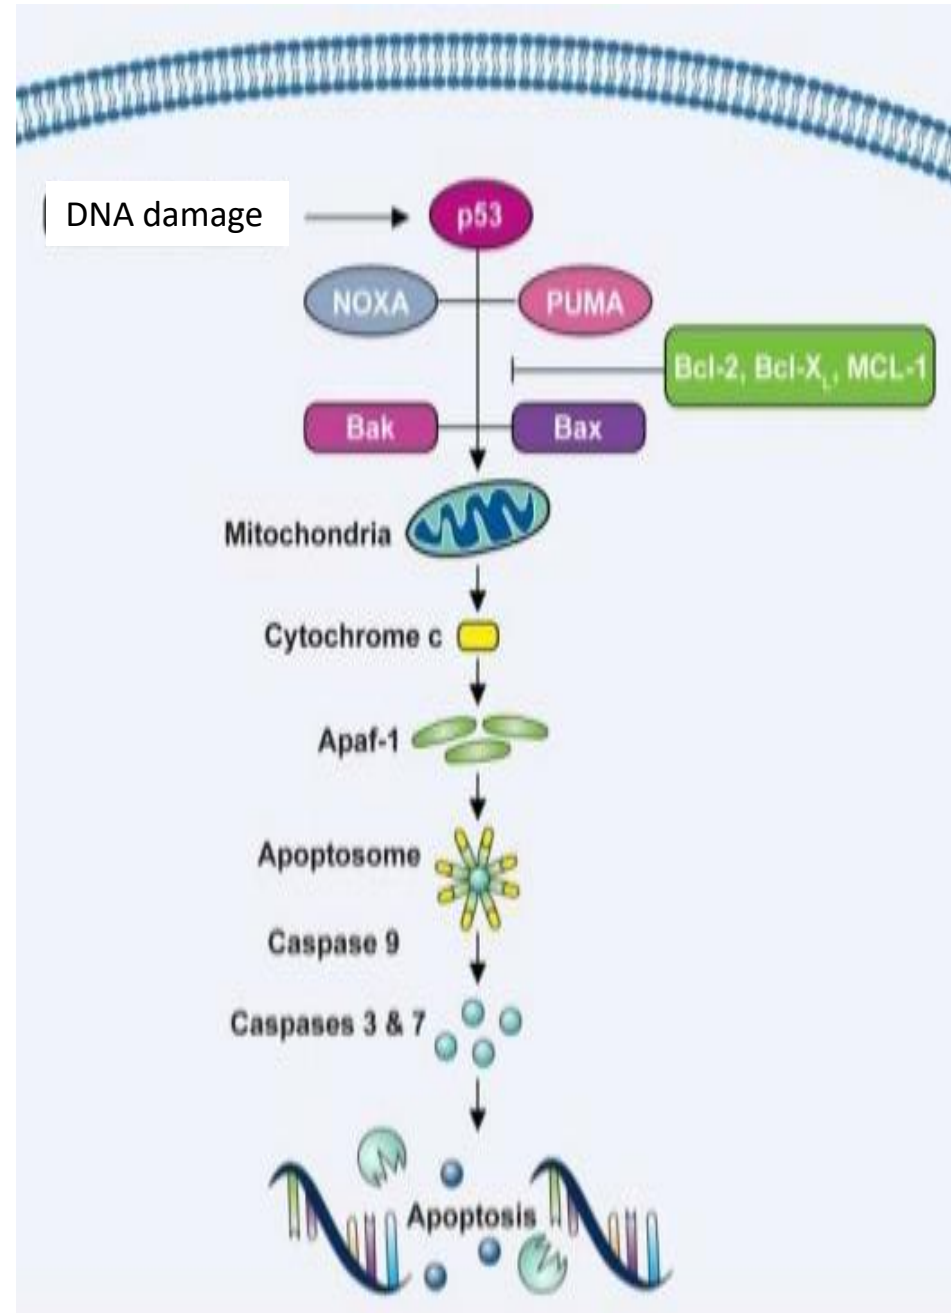 DNA damage
p53
NOXA
PUMA
Bcl-2, Bcl-XL, MCL-1
Bak
Bax
Mitochondria
Cytochrome c
Apaf-1
Apoptosome
Caspase 9
Caspases 3 & 7
Apoptosis